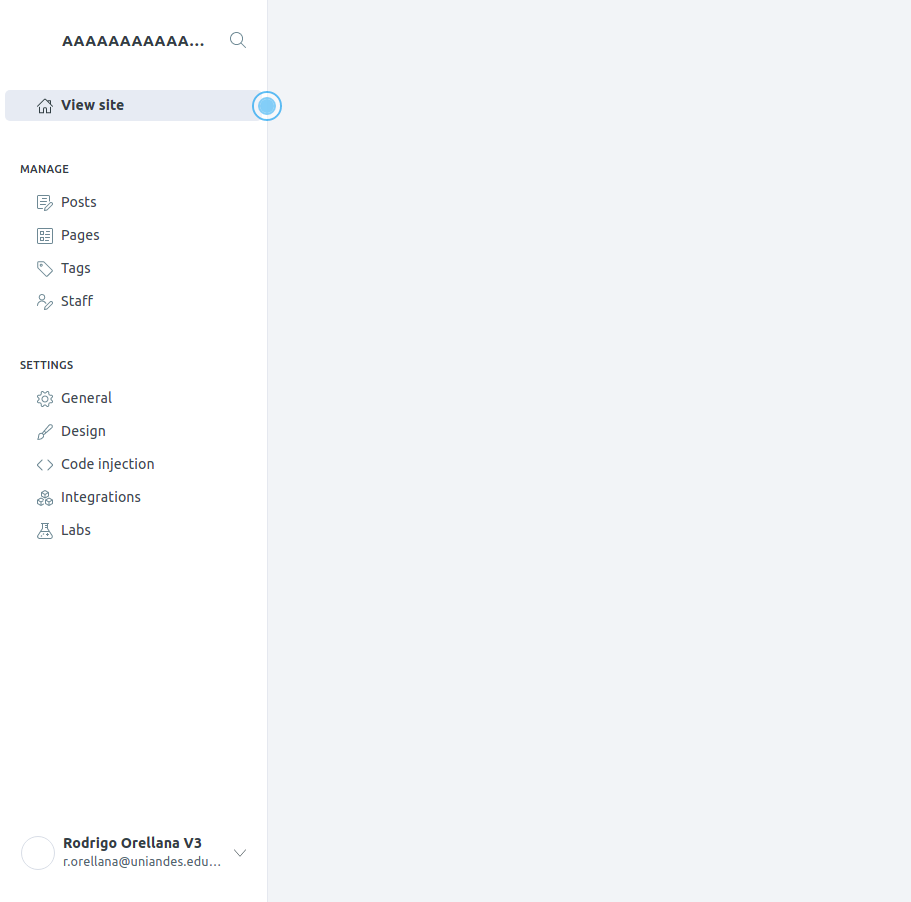 AAAAAAAAAAA...
View site
MANAGE
Posts
Pages
Tags
Staff
SETTINGS
General
Design
Code injection
Integrations
Labs
Rodrigo Orellana V3
r.orellana@uniandes.edu...